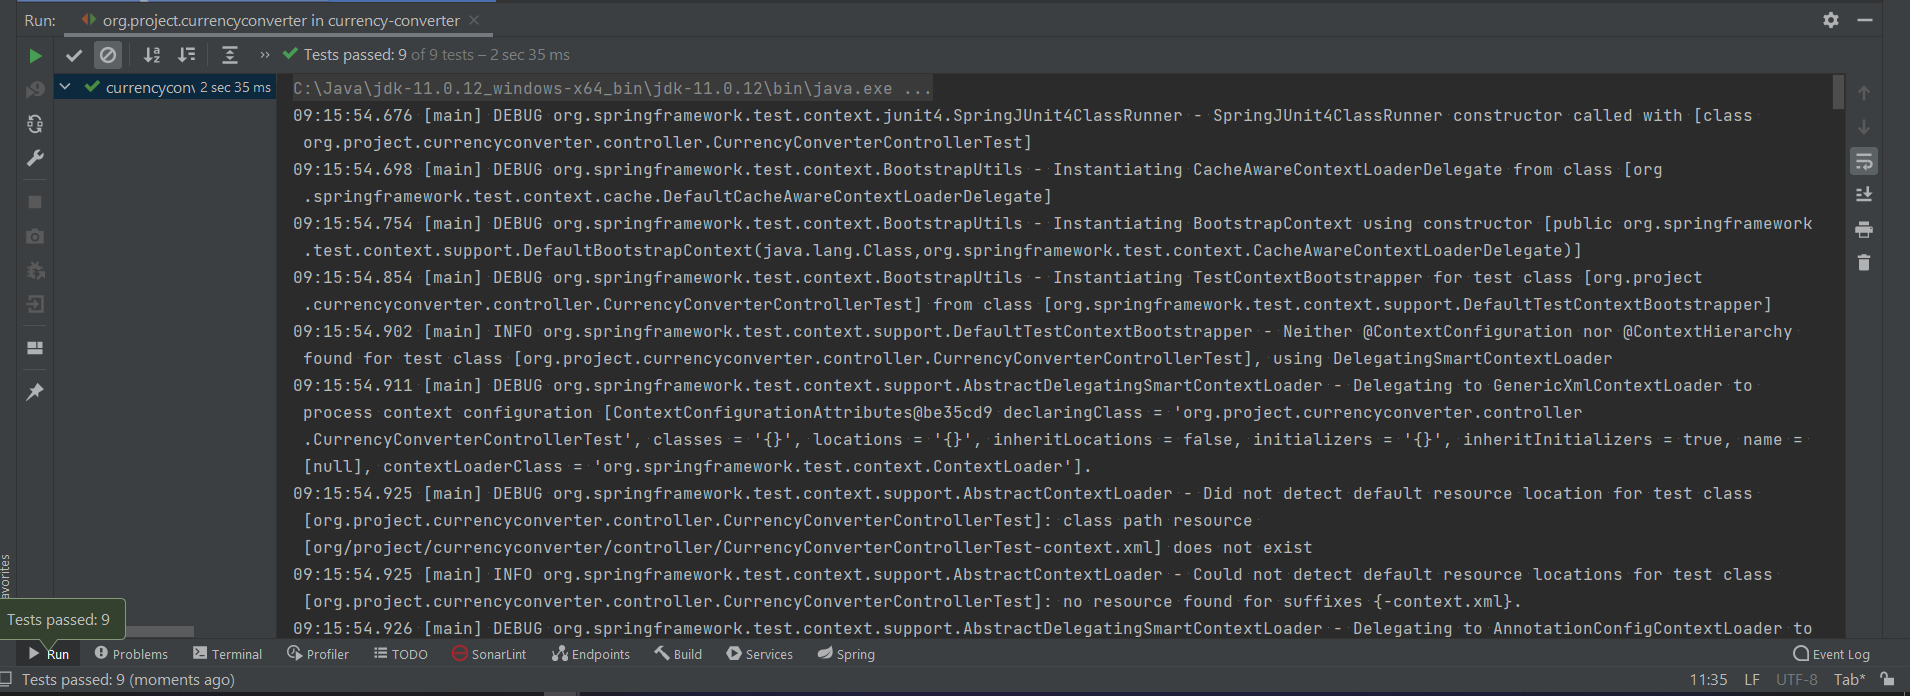 Run: org.project.currencyconverter in currency-converter
Tests passed: 9 of 9 tests – 2 sec 35 ms
currencyconv 2 sec 35 ms
C:\Java\jdk-11.0.12_windows-x64_bin\jdk-11.0.12\bin\java.exe ...
09:15:54.676 [main] DEBUG org.springframework.test.context.junit4.SpringJUnit4ClassRunner - SpringJUnit4ClassRunner constructor called with [class
org.project.currencyconverter.controller.CurrencyConverterControllerTest]
09:15:54.698 [main] DEBUG org.springframework.test.context.BootstrapUtils - Instantiating CacheAwareContextLoaderDelegate from class [org
.springframework.test.context.cache.DefaultCacheAwareContextLoaderDelegate]
09:15:54.754 [main] DEBUG org.springframework.test.context.BootstrapUtils - Instantiating BootstrapContext using constructor [public org.springframework
.test.context.support.DefaultBootstrapContext(java.lang.Class,org.springframework.test.context.CacheAwareContextLoaderDelegate)]
09:15:54.854 [main] DEBUG org.springframework.test.context.BootstrapUtils - Instantiating TestContextBootstrapper for test class [org.project
.currencyconverter.controller.CurrencyConverterControllerTest] from class [org.springframework.test.context.support.DefaultTestContextBootstrapper]
09:15:54.902 [main] INFO org.springframework.test.context.support.DefaultTestContextBootstrapper - Neither @ContextConfiguration nor @ContextHierarchy
found for test class [org.project.currencyconverter.controller.CurrencyConverterControllerTest], using DelegatingSmartContextLoader
09:15:54.911 [main] DEBUG org.springframework.test.context.support.AbstractDelegatingSmartContextLoader - Delegating to GenericXmlContextLoader to
process context configuration [ContextConfigurationAttributes@be35cd9 declaringClass = 'org.project.currencyconverter.controller
.CurrencyConverterControllerTest', classes = '{}', locations = '{}', inheritLocations = false, initializers = '{}', inheritInitializers = true, name =
[null], contextLoaderClass = 'org.springframework.test.context.ContextLoader'].
09:15:54.925 [main] DEBUG org.springframework.test.context.support.AbstractContextLoader - Did not detect default resource location for test class
[org.project.currencyconverter.controller.CurrencyConverterControllerTest]: class path resource
[org/project/currencyconverter/controller/CurrencyConverterControllerTest-context.xml] does not exist
09:15:54.925 [main] INFO org.springframework.test.context.support.AbstractContextLoader - Could not detect default resource locations for test class
[org.project.currencyconverter.controller.CurrencyConverterControllerTest]: no resource found for suffixes {-context.xml}.
09:15:54.926 [main] DEBUG org.springframework.test.context.support.AbstractDelegatingSmartContextLoader - Delegating to AnnotationConfigContextLoader to
avorites
Tests passed: 9
Run Problems Terminal Profiler TODO SonarLint Endpoints Build Services Spring Event Log
Tests passed: 9 (moments ago) 11:35 LF UTF-8 Tab*